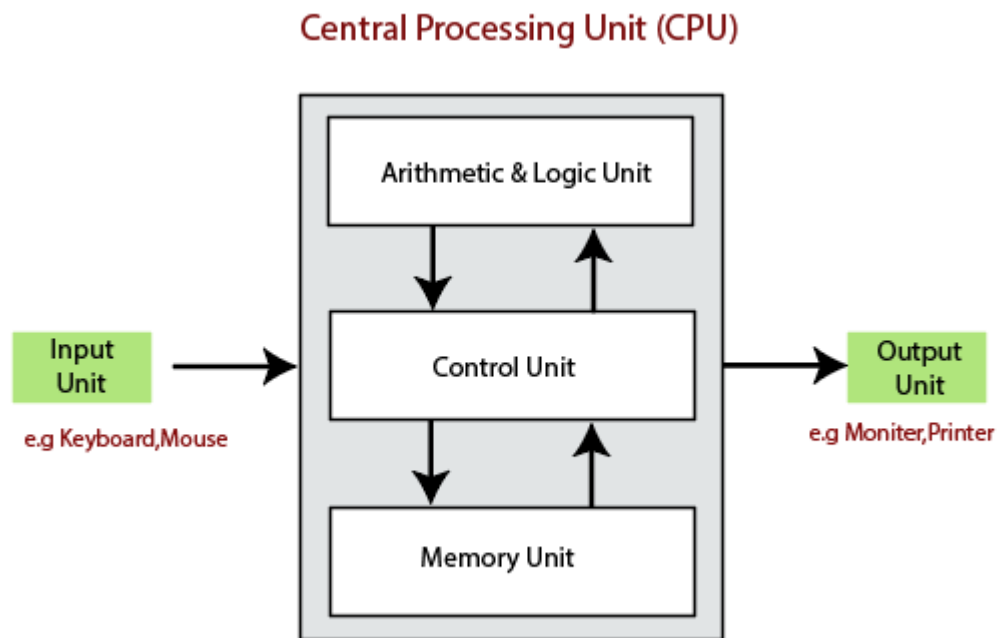 Central Processing Unit (CPU)
Arithmetic & Logic Unit
Input
Unit
e.g Keyboard,Mouse
Control Unit
Output
Unit
e.g Moniter,Printer
Memory Unit